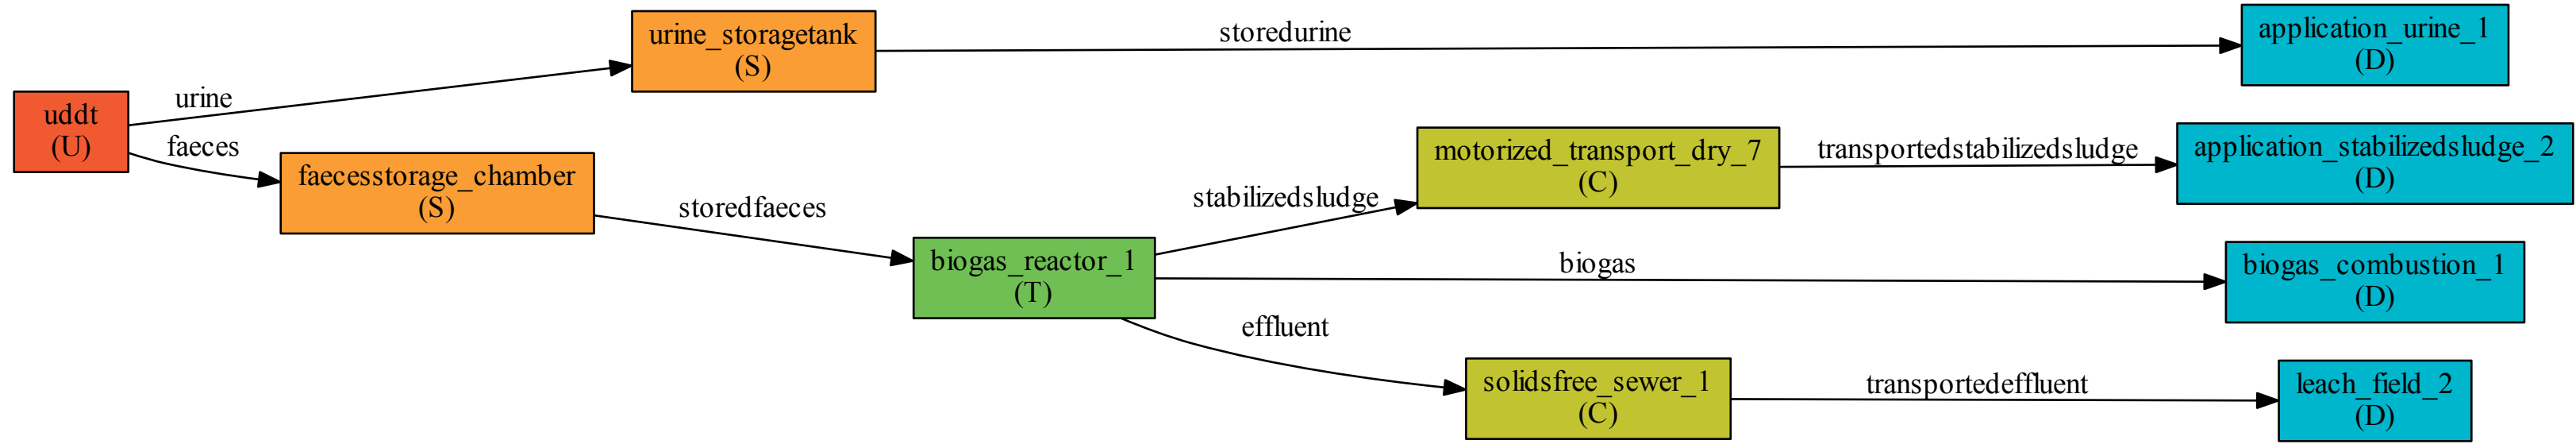 uddt
(U)
urine
faeces
urine_storagetank
(S)
faecesstorage_chamber
(S)
storedurine
storedfaeces
biogas_reactor_1
(T)
stabilizedsludge
biogas
effluent
motorized_transport_dry_7
(C)
solidsfree_sewer_1
(C)
transportedstabilizedsludge
transportedeffluent
application_urine_1
(D)
application_stabilizedsludge_2
(D)
biogas_combustion_1
(D)
leach_field_2
(D)